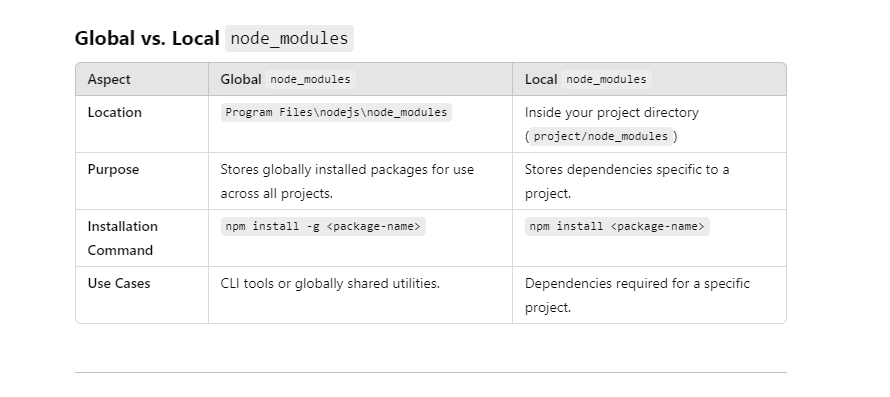 Global vs. Local node_modules
Aspect Global node_modules Local node_modules
Location Program Files\nodejs\node_modules Inside your project directory
( project/node_modules )
Purpose Stores globally installed packages for use Stores dependencies specific to a
across all projects. project.
Installation npm install -g <package-name> npm install <package-name>
Command
Use Cases CLI tools or globally shared utilities. Dependencies required for a specific
project.